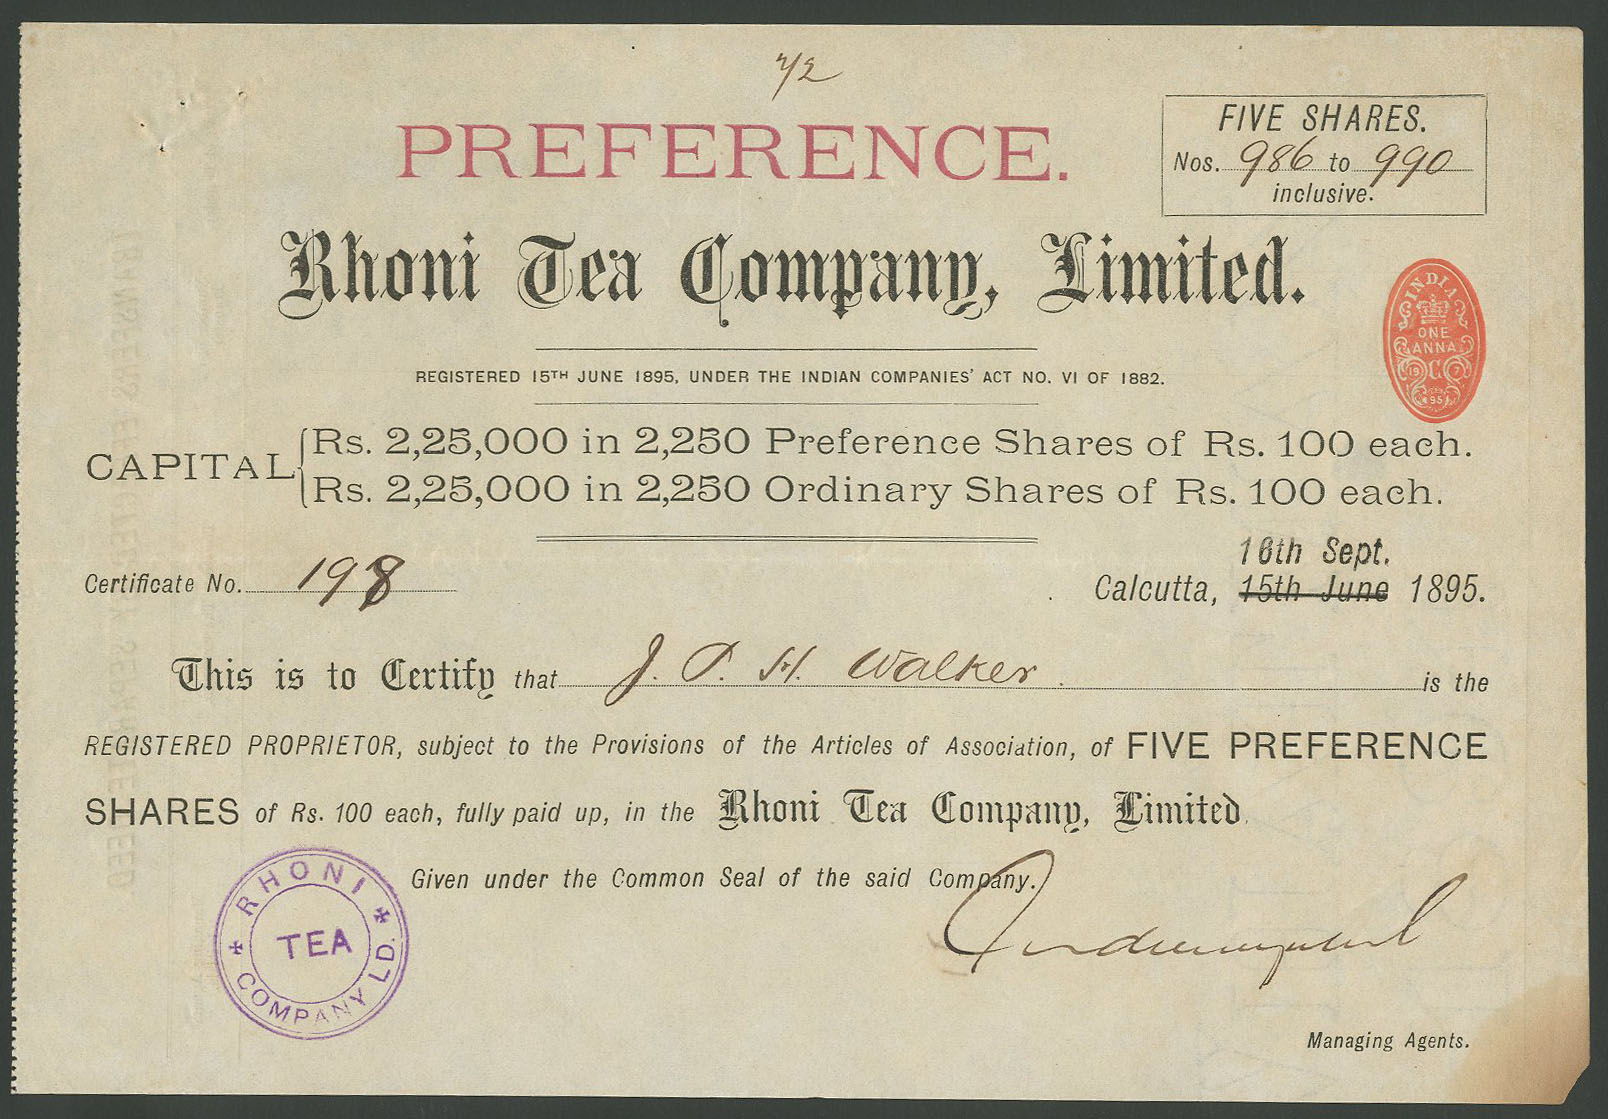 7/2
PREFERENCE.
FIVE SHARES.
Nos. 986 to 990
inclusive.
Rhoni Tea Company, Limited.
INDIA
ONE
ANNA
REGISTERED 15TH JUNE 1895, UNDER THE INDIAN COMPANIES' ACT NO. VI OF 1882.
CAPITAL
Rs. 2,25,000 in 2,250 Preference Shares of Rs. 100 each.
Rs. 2,25,000 in 2,250 Ordinary Shares of Rs. 100 each.
16th Sept.
Certificate No. 198
Calcutta, 15th June 1895.
This is to Certify that J. P. H. Walker is the
REGISTERED PROPRIETOR, subject to the Provisions of the Articles of Association, of FIVE PREFERENCE
SHARES of Rs. 100 each, fully paid up, in the Rhoni Tea Company, Limited
Given under the Common Seal of the said Company.
RHONI
TEA
COMPANY LD.
Managing Agents.